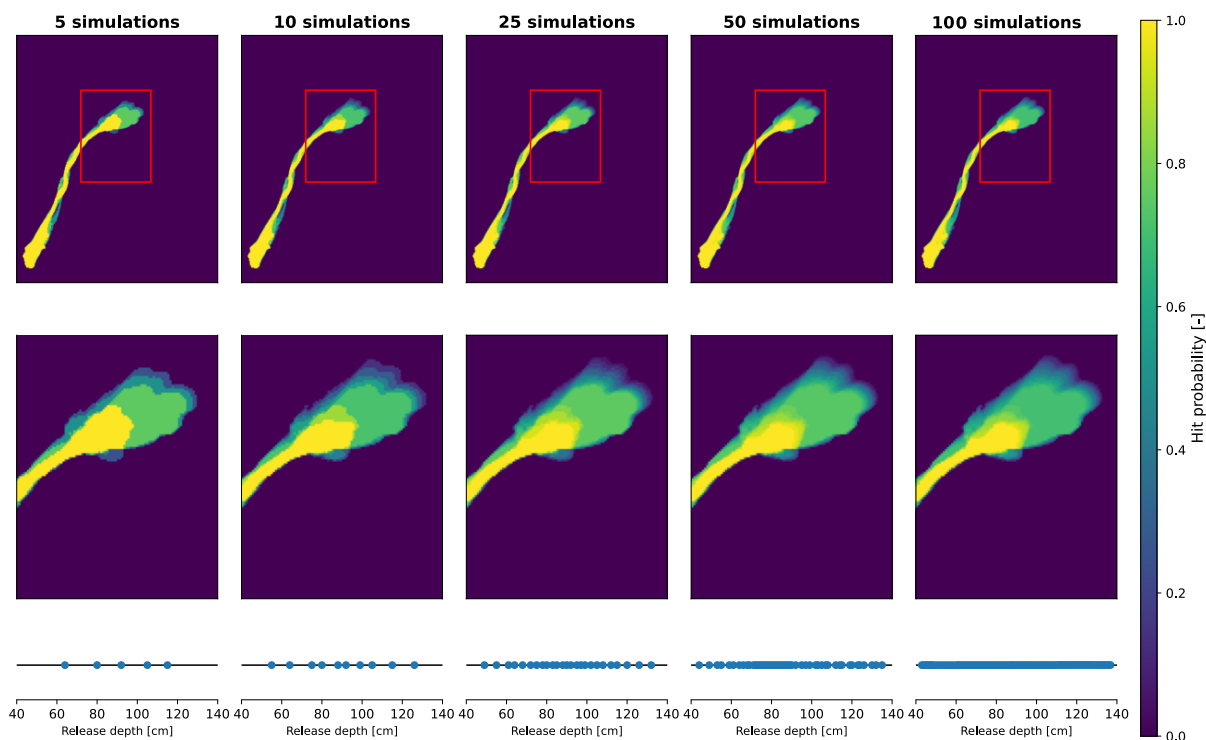 5 simulations 10 simulations 25 simulations 50 simulations 100 simulations
1.0
0.8
0.6
0.4
0.2
0.0
Hit probability [-]
40 60 80 100 120 140 40 60 80 100 120 140 40 60 80 100 120 140 40 60 80 100 120 140 40 60 80 100 120 140
Release depth [cm] Release depth [cm] Release depth [cm] Release depth [cm] Release depth [cm]